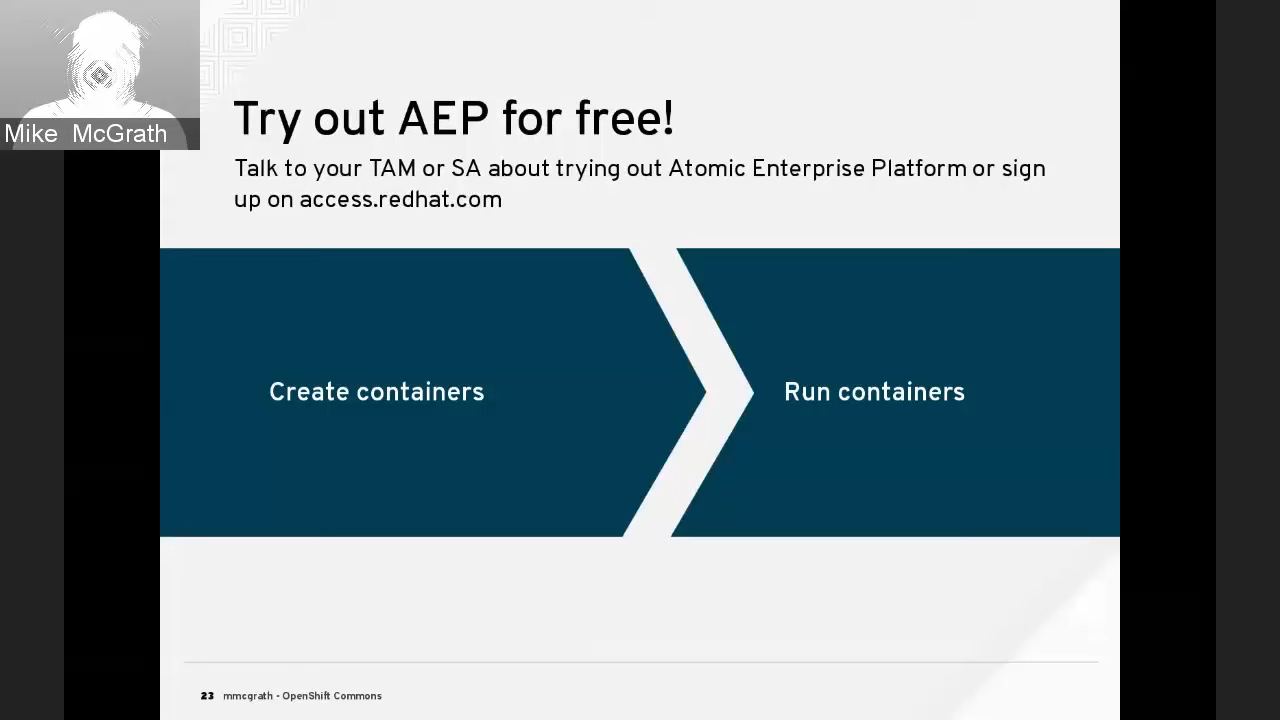 Mike McGrath
Try out AEP for free!
Talk to your TAM or SA about trying out Atomic Enterprise Platform or sign
up on access.redhat.com
Create containers
Run containers
23 mmcgrath - OpenShift Commons